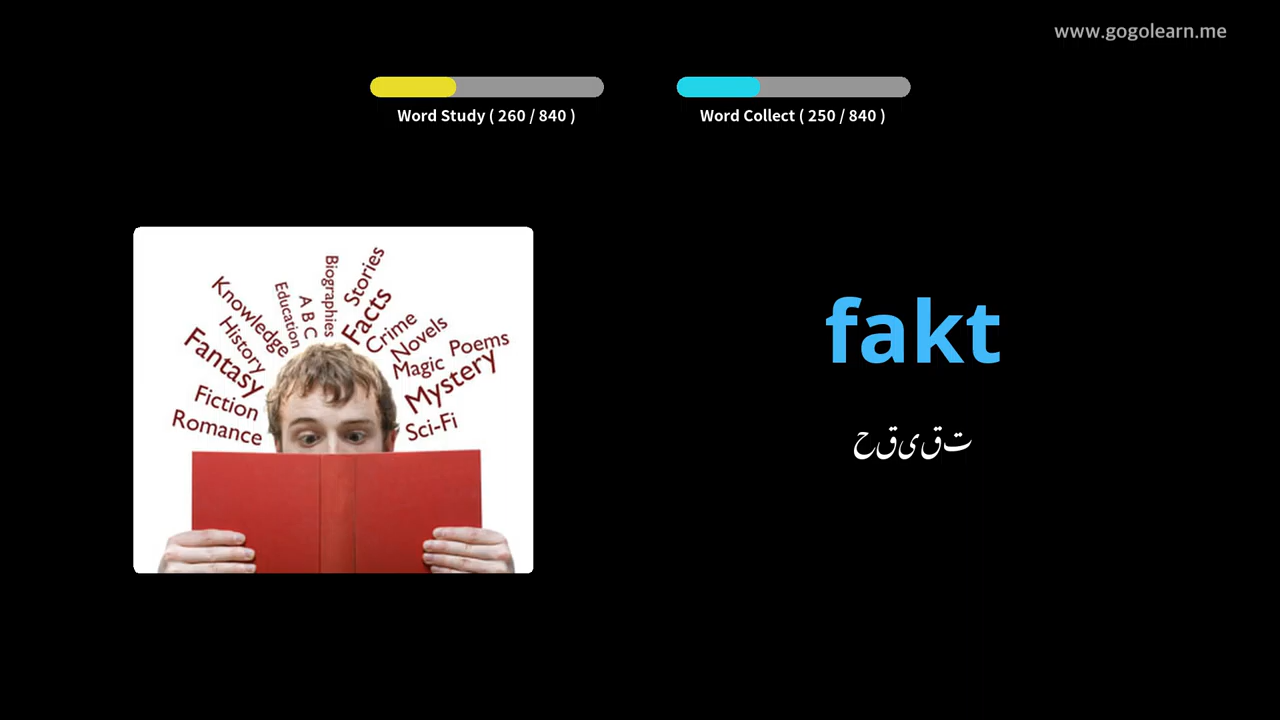 www.gogolearn.me
Word Study ( 260 / 840 )
Word Collect ( 250 / 840 )
Biographies
Stories
Education
A B C
Facts
Knowledge
Crime
History
Novels
Fantasy
Magic
Poems
Mystery
Fiction
Romance
Sci-Fi
fakt
ت ق ی ق ح